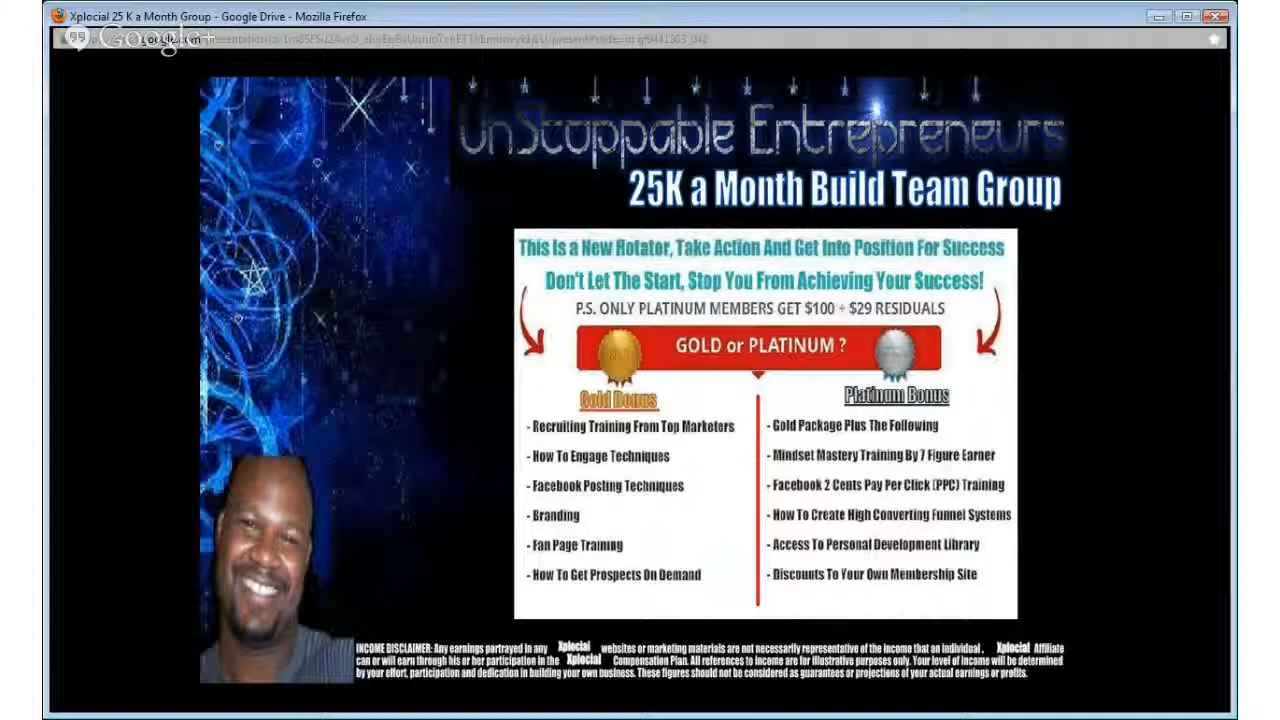 Xplocial 25 K a Month Group - Google Drive - Mozilla Firefox
Google+
google.com
UnStoppable Entrepreneurs
25K a Month Build Team Group
This Is a New Rotator, Take Action And Get Into Position For Success
Don't Let The Start, Stop You From Achieving Your Success!
P.S. ONLY PLATINUM MEMBERS GET $100 + $29 RESIDUALS
GOLD or PLATINUM ?
Gold Bonus
- Recruiting Training From Top Marketers
- How To Engage Techniques
- Facebook Posting Techniques
- Branding
- Fan Page Training
- How To Get Prospects On Demand
Platinum Bonus
- Gold Package Plus The Following
- Mindset Mastery Training By 7 Figure Earner
- Facebook 2 Cents Pay Per Click (PPC) Training
- How To Create High Converting Funnel Systems
- Access To Personal Development Library
- Discounts To Your Own Membership Site
INCOME DISCLAIMER: Any earnings portrayed in any Xplocial websites or marketing materials are not necessarily representative of the income that an individual , Xplocial Affiliate
can or will earn through his or her participation in the Xplocial Compensation Plan. All references to income are for illustrative purposes only. Your level of income will be determined
by your effort, participation and dedication in building your own business. These figures should not be considered as guarantees or projections of your actual earnings or profits.